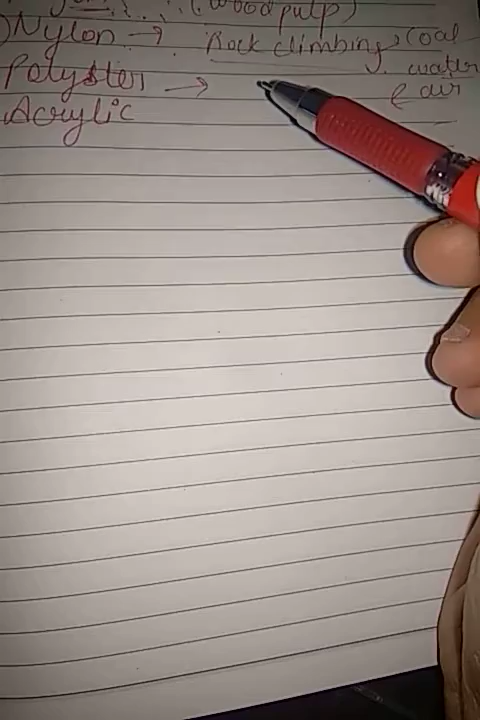 (Wood pulp)
Nylon → Rock climbing, Coal
water
Polyster → & air
Acrylic